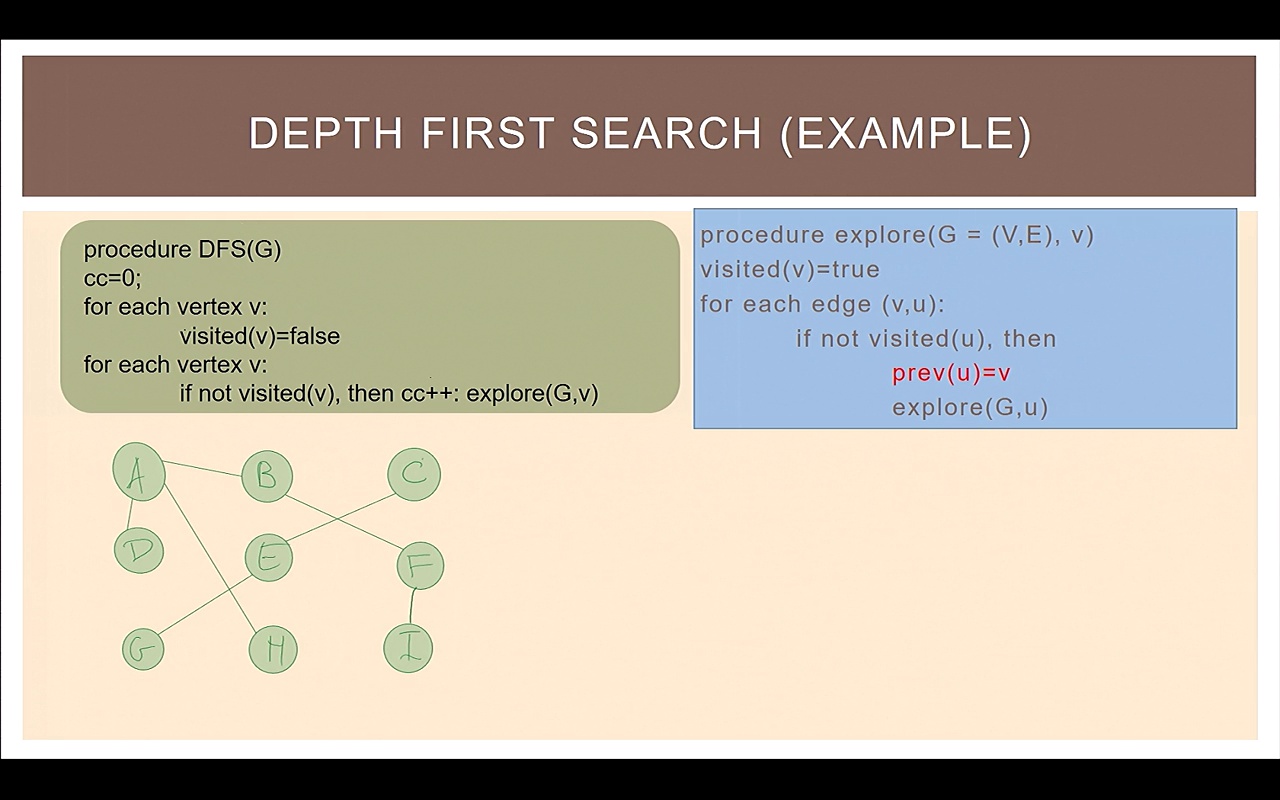 DEPTH FIRST SEARCH (EXAMPLE)
procedure DFS(G)
cc=0;
for each vertex v:
visited(v)=false
for each vertex v:
if not visited(v), then cc++: explore(G,v)
procedure explore(G = (V,E), v)
visited(v)=true
for each edge (v,u):
if not visited(u), then
prev(u)=v
explore(G,u)
A B C
D E F
G H I